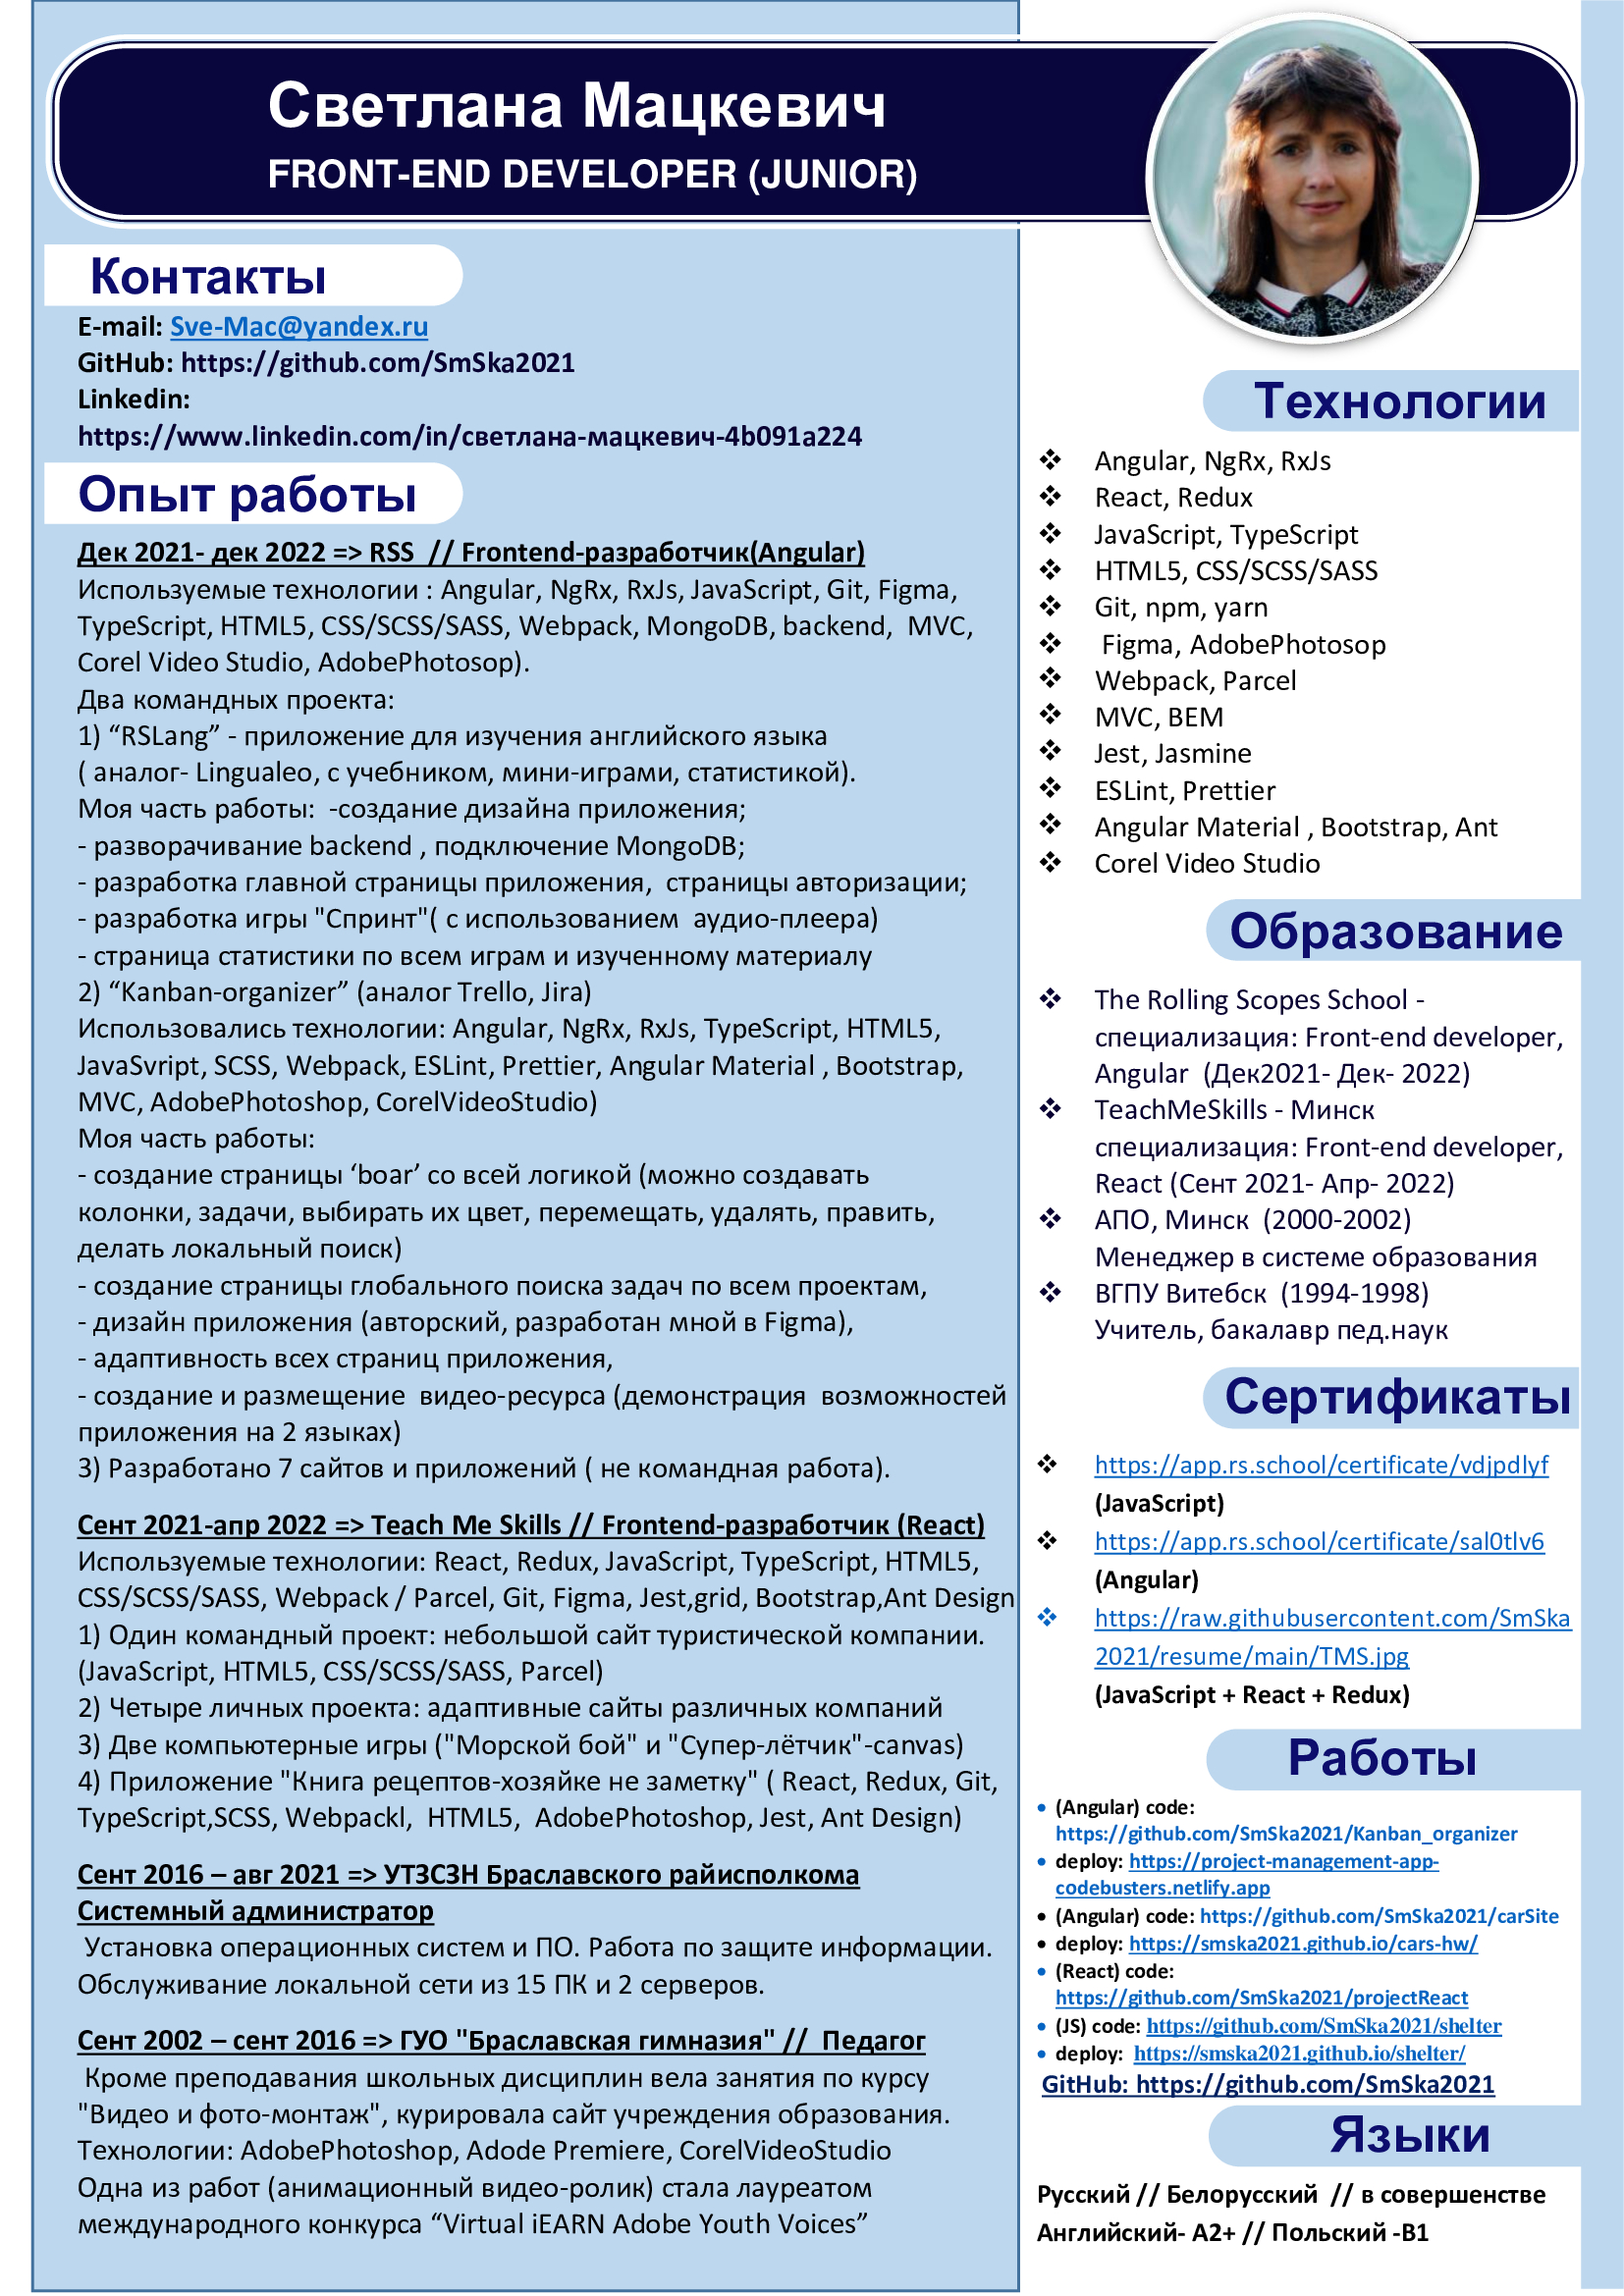 Светлана Мацкевич
FRONT-END DEVELOPER (JUNIOR)
Контакты
E-mail: Sve-Mac@yandex.ru
GitHub: https://github.com/SmSka2021
Linkedin:
https://www.linkedin.com/in/светлана-мацкевич-4b091a224
Опыт работы
Дек 2021- дек 2022 => RSS // Frontend-разработчик(Angular)
Используемые технологии : Angular, NgRx, RxJs, JavaScript, Git, Figma,
TypeScript, HTML5, CSS/SCSS/SASS, Webpack, MongoDB, backend, MVC,
Corel Video Studio, AdobePhotosop).
Два командных проекта:
1) “RSLang” - приложение для изучения английского языка
( аналог- Lingualeo, с учебником, мини-играми, статистикой).
Моя часть работы: -создание дизайна приложения;
- разворачивание backend , подключение MongoDB;
- разработка главной страницы приложения, страницы авторизации;
- разработка игры "Спринт"( с использованием аудио-плеера)
- страница статистики по всем играм и изученному материалу
2) “Kanban-organizer” (аналог Trello, Jira)
Использовались технологии: Angular, NgRx, RxJs, TypeScript, HTML5,
JavaSvript, SCSS, Webpack, ESLint, Prettier, Angular Material , Bootstrap,
MVC, AdobePhotoshop, CorelVideoStudio)
Моя часть работы:
- создание страницы ‘boar’ со всей логикой (можно создавать
колонки, задачи, выбирать их цвет, перемещать, удалять, править,
делать локальный поиск)
- создание страницы глобального поиска задач по всем проектам,
- дизайн приложения (авторский, разработан мной в Figma),
- адаптивность всех страниц приложения,
- создание и размещение видео-ресурса (демонстрация возможностей
приложения на 2 языках)
3) Разработано 7 сайтов и приложений ( не командная работа).
Сент 2021-апр 2022 => Teach Me Skills // Frontend-разработчик (React)
Используемые технологии: React, Redux, JavaScript, TypeScript, HTML5,
CSS/SCSS/SASS, Webpack / Parcel, Git, Figma, Jest,grid, Bootstrap,Ant Design
1) Один командный проект: небольшой сайт туристической компании.
(JavaScript, HTML5, CSS/SCSS/SASS, Parcel)
2) Четыре личных проекта: адаптивные сайты различных компаний
3) Две компьютерные игры ("Морской бой" и "Супер-лётчик"-canvas)
4) Приложение "Книга рецептов-хозяйке не заметку" ( React, Redux, Git,
TypeScript,SCSS, Webpackl, HTML5, AdobePhotoshop, Jest, Ant Design)
Сент 2016 – авг 2021 => УТЗСЗН Браславского райисполкома
Системный администратор
Установка операционных систем и ПО. Работа по защите информации.
Обслуживание локальной сети из 15 ПК и 2 серверов.
Сент 2002 – сент 2016 => ГУО "Браславская гимназия" // Педагог
Кроме преподавания школьных дисциплин вела занятия по курсу
"Видео и фото-монтаж", курировала сайт учреждения образования.
Технологии: AdobePhotoshop, Adode Premiere, CorelVideoStudio
Одна из работ (анимационный видео-ролик) стала лауреатом
международного конкурса “Virtual iEARN Adobe Youth Voices”
Технологии
❖ Angular, NgRx, RxJs
❖ React, Redux
❖ JavaScript, TypeScript
❖ HTML5, CSS/SCSS/SASS
❖ Git, npm, yarn
❖ Figma, AdobePhotosop
❖ Webpack, Parcel
❖ MVC, BEM
❖ Jest, Jasmine
❖ ESLint, Prettier
❖ Angular Material , Bootstrap, Ant
❖ Corel Video Studio
Образование
❖ The Rolling Scopes School -
специализация: Front-end developer,
Angular (Дек2021- Дек- 2022)
❖ TeachMeSkills - Минск
специализация: Front-end developer,
React (Сент 2021- Апр- 2022)
❖ АПО, Минск (2000-2002)
Менеджер в системе образования
❖ ВГПУ Витебск (1994-1998)
Учитель, бакалавр пед.наук
Сертификаты
❖ https://app.rs.school/certificate/vdjpdlyf
(JavaScript)
❖ https://app.rs.school/certificate/sal0tlv6
(Angular)
❖ https://raw.githubusercontent.com/SmSka
2021/resume/main/TMS.jpg
(JavaScript + React + Redux)
Работы
• (Angular) code:
https://github.com/SmSka2021/Kanban_organizer
• deploy: https://project-management-app-
codebusters.netlify.app
• (Angular) code: https://github.com/SmSka2021/carSite
• deploy: https://smska2021.github.io/cars-hw/
• (React) code:
https://github.com/SmSka2021/projectReact
• (JS) code: https://github.com/SmSka2021/shelter
• deploy: https://smska2021.github.io/shelter/
GitHub: https://github.com/SmSka2021
Языки
Русский // Белорусский // в совершенстве
Английский- А2+ // Польский -В1